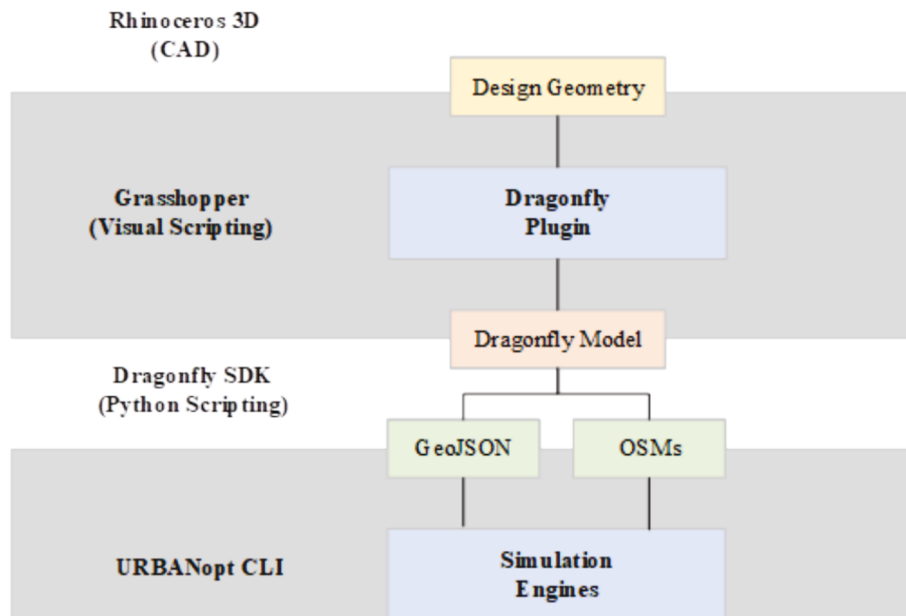 Rhinoceros 3D
(CAD)
Design Geometry
Grasshopper
(Visual Scripting)
Dragonfly
Plugin
Dragonfly Model
Dragonfly SDK
(Python Scripting)
GeoJSON
OSMs
URBANopt CLI
Simulation
Engines